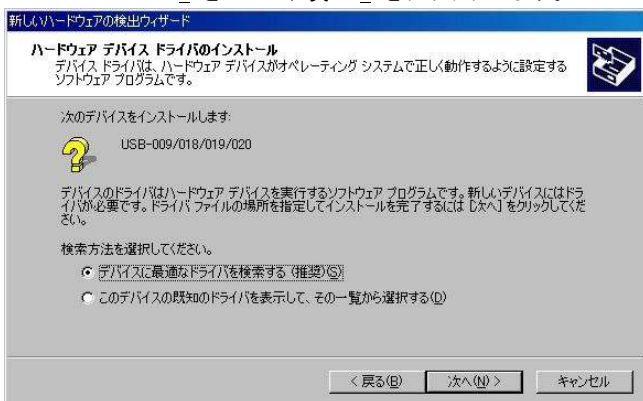 新しいハードウェアの検出ウィザード
ハードウェア デバイス ドライバのインストール
デバイス ドライバは、ハードウェア デバイスがオペレーティング システムで正しく動作するように設定する
ソフトウェア プログラムです。
次のデバイスをインストールします:
USB-009/018/019/020
デバイスのドライバはハードウェア デバイスを実行するソフトウェア プログラムです。新しいデバイスにはドラ
イバが必要です。ドライバ ファイルの場所を指定してインストールを完了するには [次へ] をクリックしてくだ
さい。
検索方法を選択してください。
デバイスに最適なドライバを検索する (推奨)(S)
このデバイスの既知のドライバを表示して、その一覧から選択する(D)
< 戻る(B) 次へ(N) > キャンセル